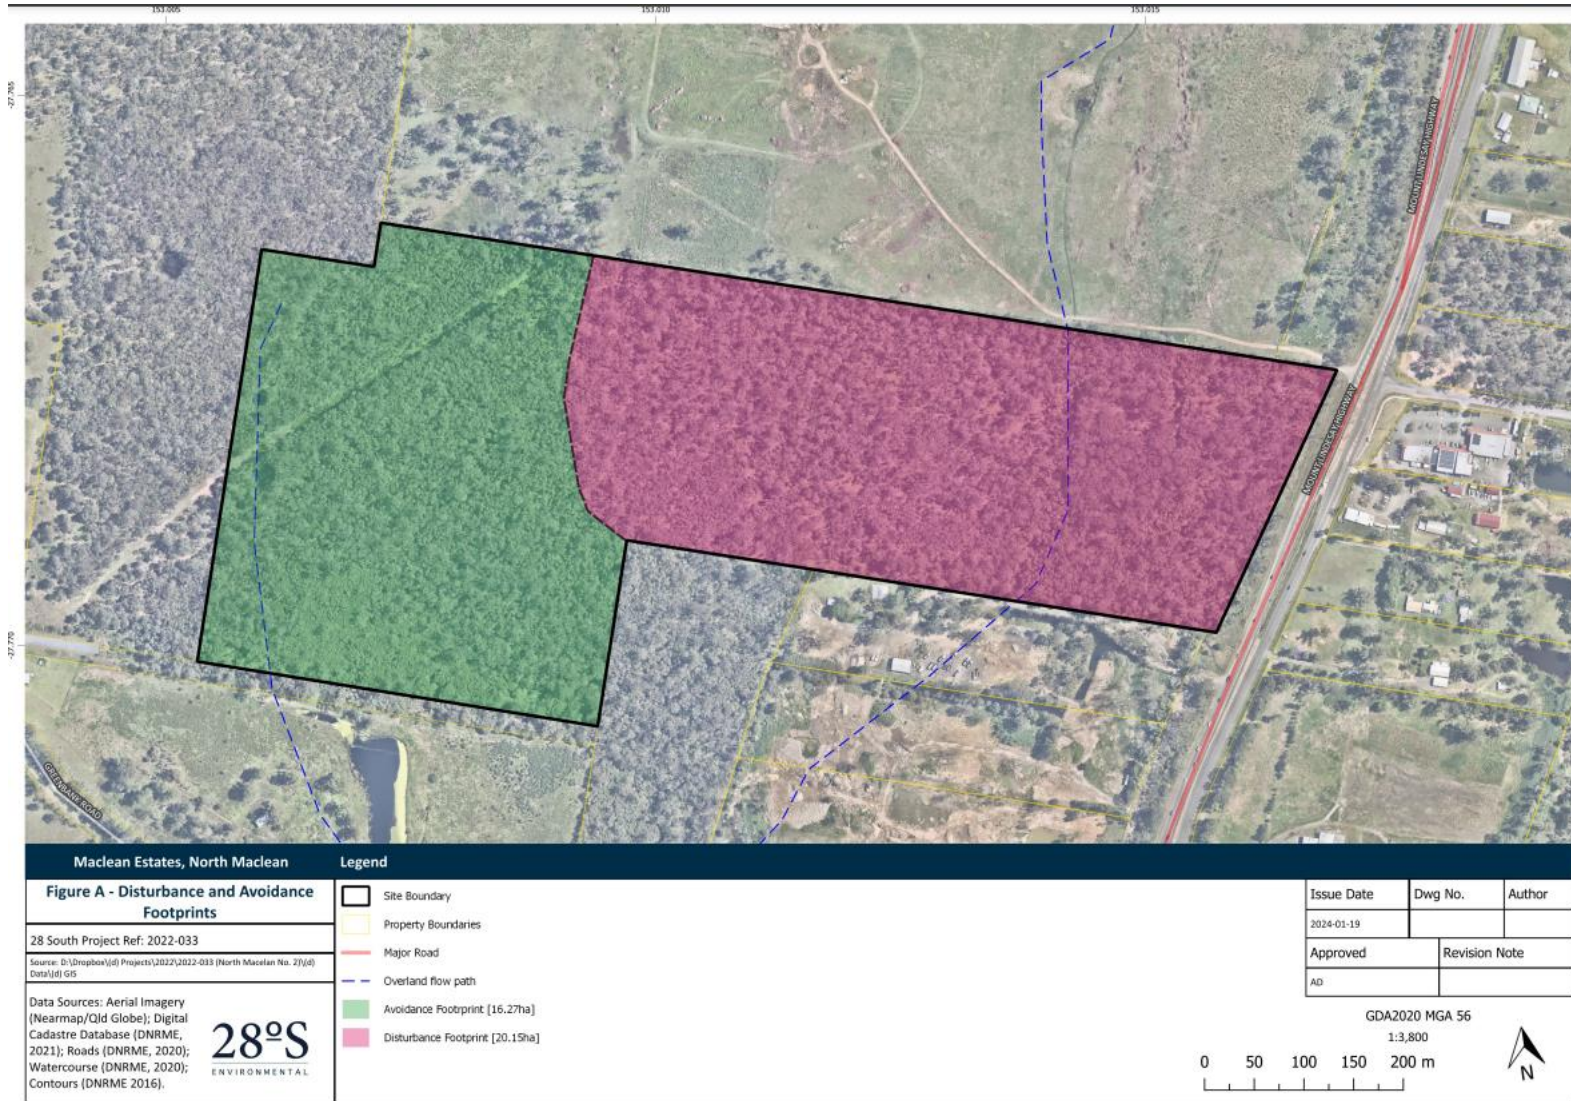 153.005
153.010
153.015
-27.765
MOUNT LINDESAY HIGHWAY
MOUNT LINDESAY HIGHWAY
-27.770
GREENBANK ROAD
Maclean Estates, North Maclean
Figure A - Disturbance and Avoidance
Footprints
28 South Project Ref: 2022-033
Source: D:\Dropbox\(d) Projects\2022\2022-033 (North Macelan No. 2)\(d)
Data\(d) GIS
Data Sources: Aerial Imagery
(Nearmap/Qld Globe); Digital
Cadastre Database (DNRME,
2021); Roads (DNRME, 2020);
Watercourse (DNRME, 2020);
Contours (DNRME 2016).
28ºS
ENVIRONMENTAL
Legend
Site Boundary
Property Boundaries
Major Road
Overland flow path
Avoidance Footrprint [16.27ha]
Disturbance Footprint [20.15ha]
Issue Date Dwg No. Author
2024-01-19
Approved Revision Note
AD
GDA2020 MGA 56
1:3,800
0 50 100 150 200 m
N